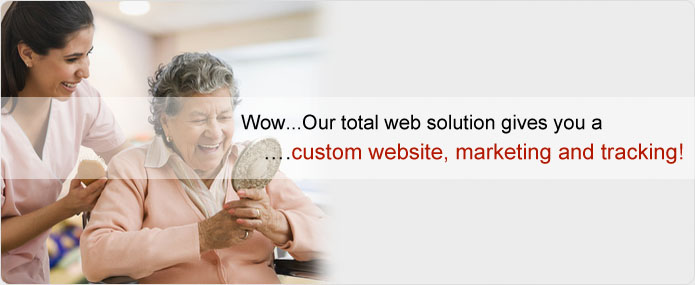 Wow...Our total web solution gives you a
....custom website, marketing and tracking!